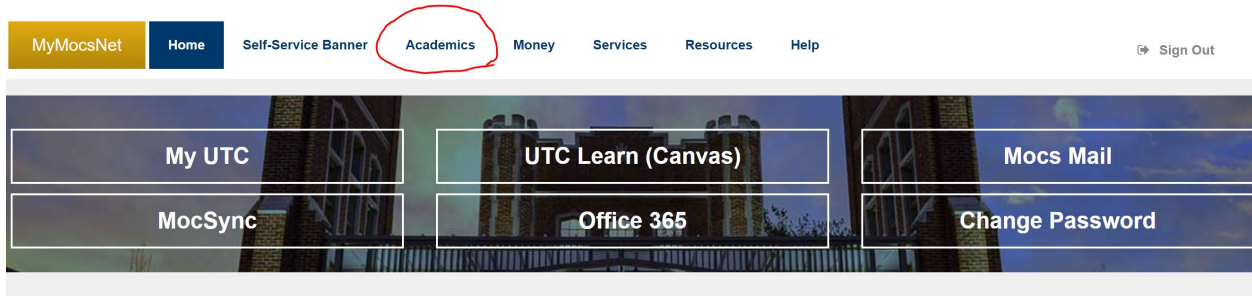 MyMocsNet Home Self-Service Banner Academics Money Services Resources Help Sign Out
My UTC UTC Learn (Canvas) Mocs Mail
MocSync Office 365 Change Password